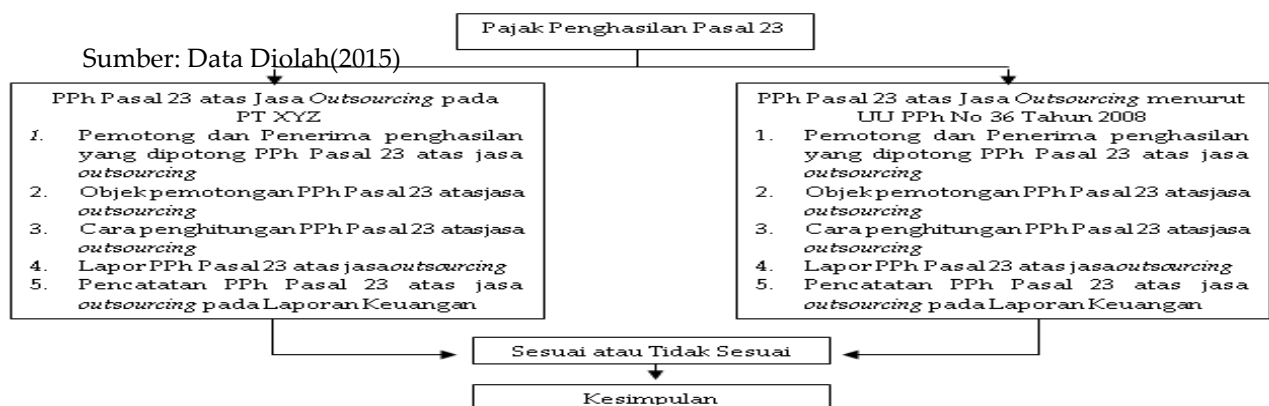 Pajak Penghasilan Pasal 23
Sumber: Data Diolah(2015)
PPh Pasal 23 atas Jasa Outsourcing pada
PT XYZ
1. Pemotong dan Penerima penghasilan
yang dipotong PPh Pasal 23 atas jasa
outsourcing
2. Objek pemotongan PPh Pasal 23 atasjasa
outsourcing
3. Cara penghitungan PPh Pasal 23 atasjasa
outsourcing
4. Lapor PPh Pasal 23 atas jasa outsourcing
5. Pencatatan PPh Pasal 23 atas jasa
outsourcing pada Laporan Keuangan
PPh Pasal 23 atas Jasa Outsourcing menurut
UU PPh No 36 Tahun 2008
1. Pemotong dan Penerima penghasilan
yang dipotong PPh Pasal 23 atas jasa
outsourcing
2. Objek pemotongan PPh Pasal 23 atasjasa
outsourcing
3. Cara penghitungan PPh Pasal 23 atasjasa
outsourcing
4. Lapor PPh Pasal 23 atas jasa outsourcing
5. Pencatatan PPh Pasal 23 atas jasa
outsourcing pada Laporan Keuangan
Sesuai atau Tidak Sesuai
Kesimpulan